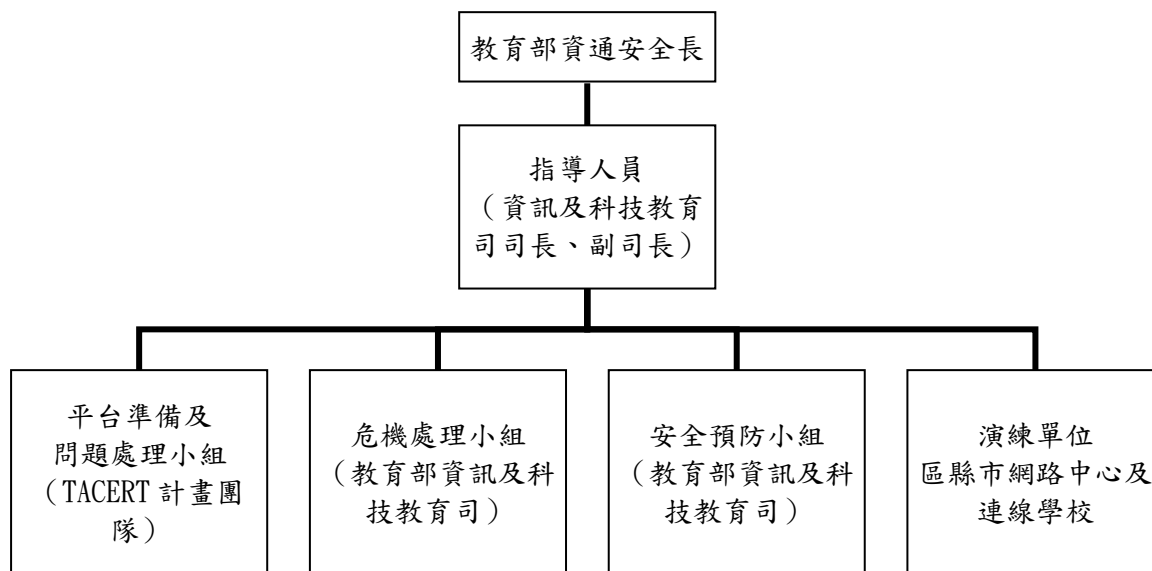 教育部資通安全長
指導人員
（資訊及科技教育
司司長、副司長）
平台準備及
問題處理小組
（TACERT 計畫團
隊）
危機處理小組
（教育部資訊及科
技教育司）
安全預防小組
（教育部資訊及科
技教育司）
演練單位
區縣市網路中心及
連線學校